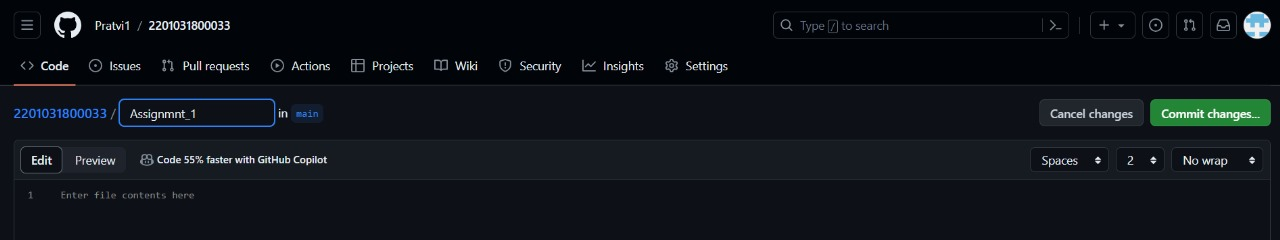 Pratvi1 / 2201031800033 Type / to search
Code Issues Pull requests Actions Projects Wiki Security Insights Settings
2201031800033 / Assignmnt_1 in main Cancel changes Commit changes...
Edit Preview Code 55% faster with GitHub Copilot Spaces 2 No wrap
1 Enter file contents here